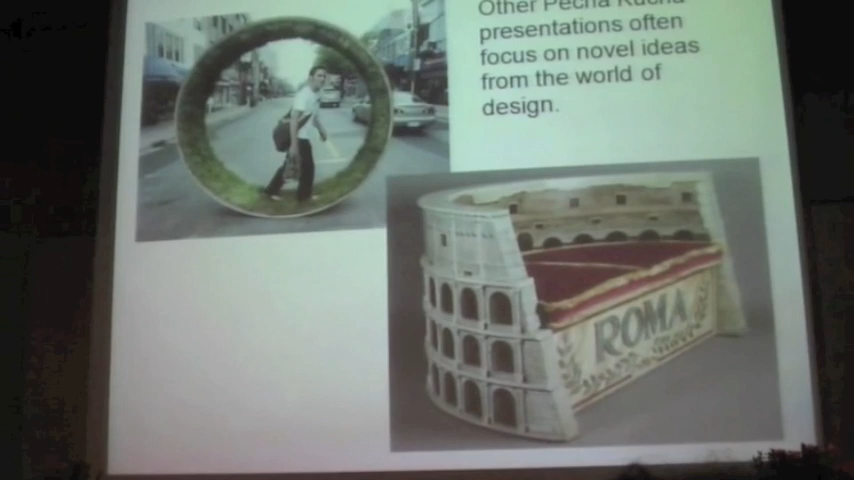 Other Pecha Kucha
presentations often
focus on novel ideas
from the world of
design.
ROMA